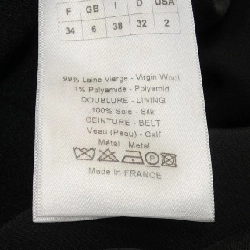 F GB I D USA
34 6 38 32 2
99% Laine Vierge - Virgin Wool
1% Polyamide - Polyamid
DOUBLURE - LINING
100% Soie - Silk
CEINTURE - BELT
Veau (Peau) - Calf
Métal - Metal
Made in FRANCE